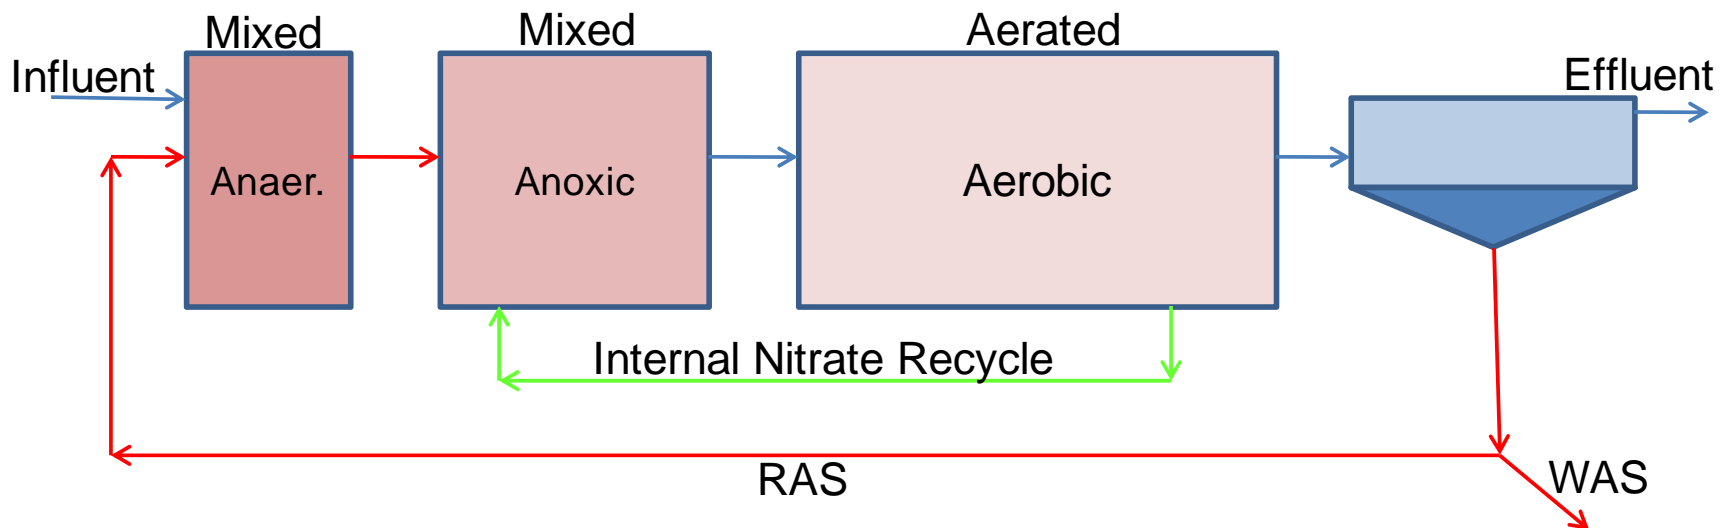 Mixed
Mixed
Aerated
Influent
Effluent
Anaer.
Anoxic
Aerobic
Internal Nitrate Recycle
RAS
WAS